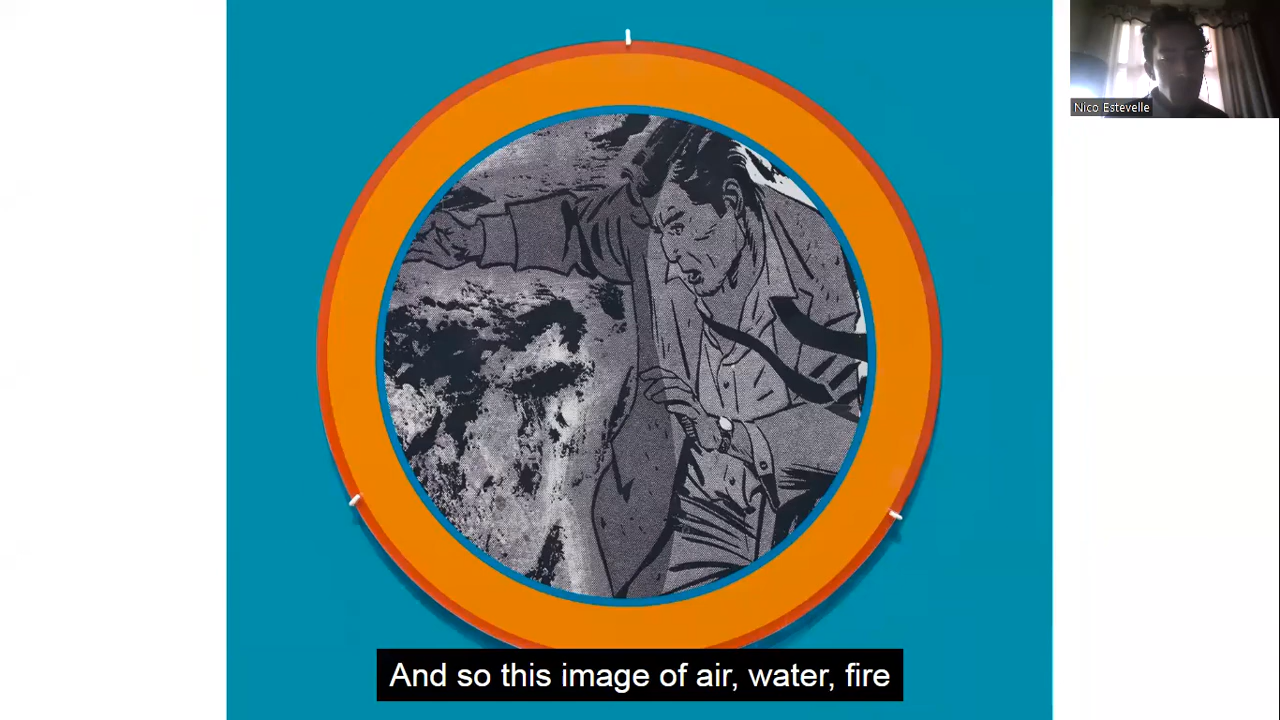 Nico Estevelle
And so this image of air, water, fire